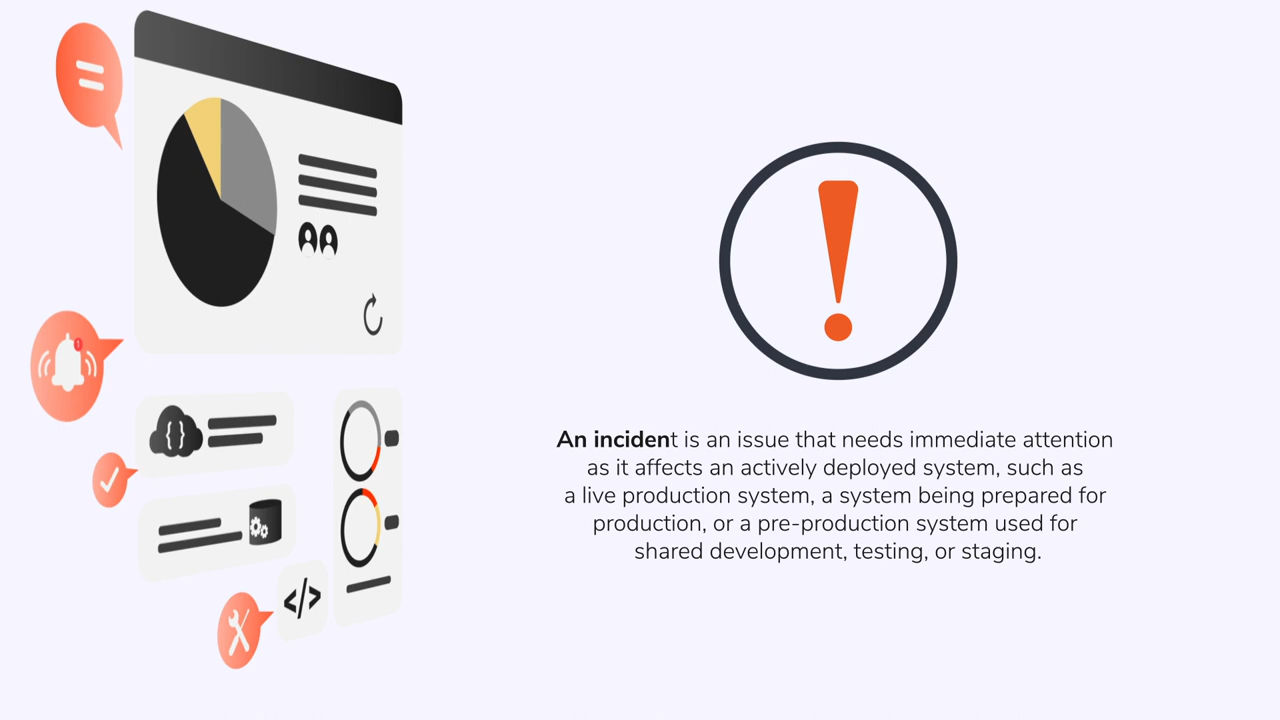 An incident is an issue that needs immediate attention
as it affects an actively deployed system, such as
a live production system, a system being prepared for
production, or a pre-production system used for
shared development, testing, or staging.
1
{ }
</>